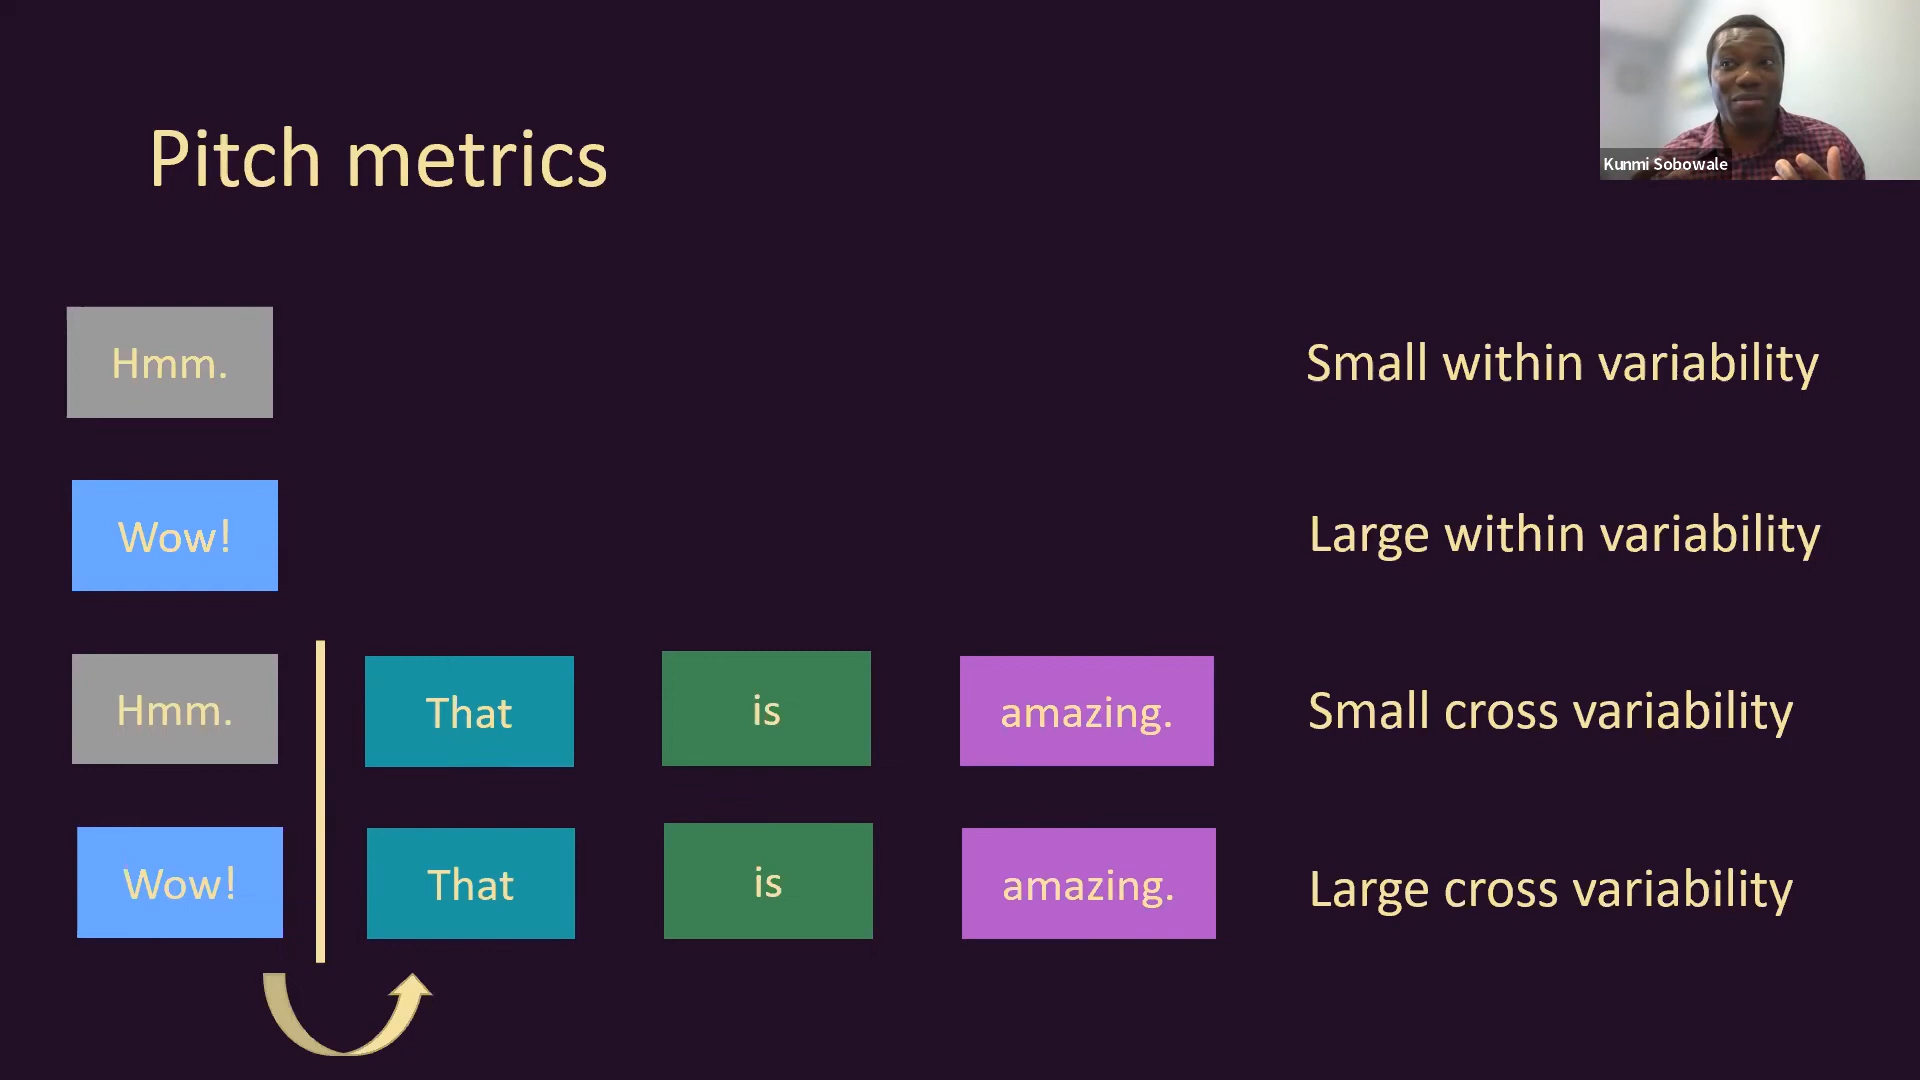 Pitch metrics
Kunmi Sobowale
Hmm. Small within variability
Wow! Large within variability
Hmm. That is amazing. Small cross variability
Wow! That is amazing. Large cross variability